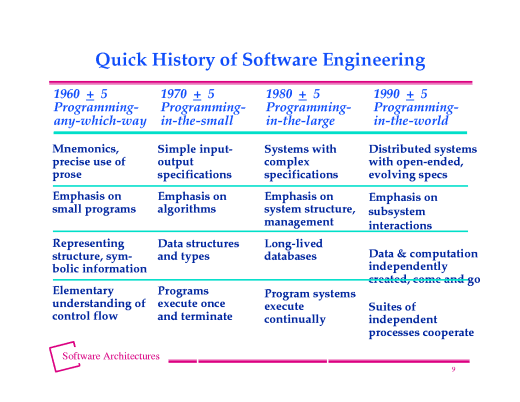 Quick History of Software Engineering
1960 ± 5
Programming-
any-which-way
1970 ± 5
Programming-
in-the-small
1980 ± 5
Programming-
in-the-large
1990 ± 5
Programming-
in-the-world
Mnemonics,
precise use of
prose
Simple input-
output
specifications
Systems with
complex
specifications
Distributed systems
with open-ended,
evolving specs
Emphasis on
small programs
Emphasis on
algorithms
Emphasis on
system structure,
management
Emphasis on
subsystem
interactions
Representing
structure, sym-
bolic information
Data structures
and types
Long-lived
databases
Data & computation
independently
created, come and go
Elementary
understanding of
control flow
Programs
execute once
and terminate
Program systems
execute
continually
Suites of
independent
processes cooperate
Software Architectures
9